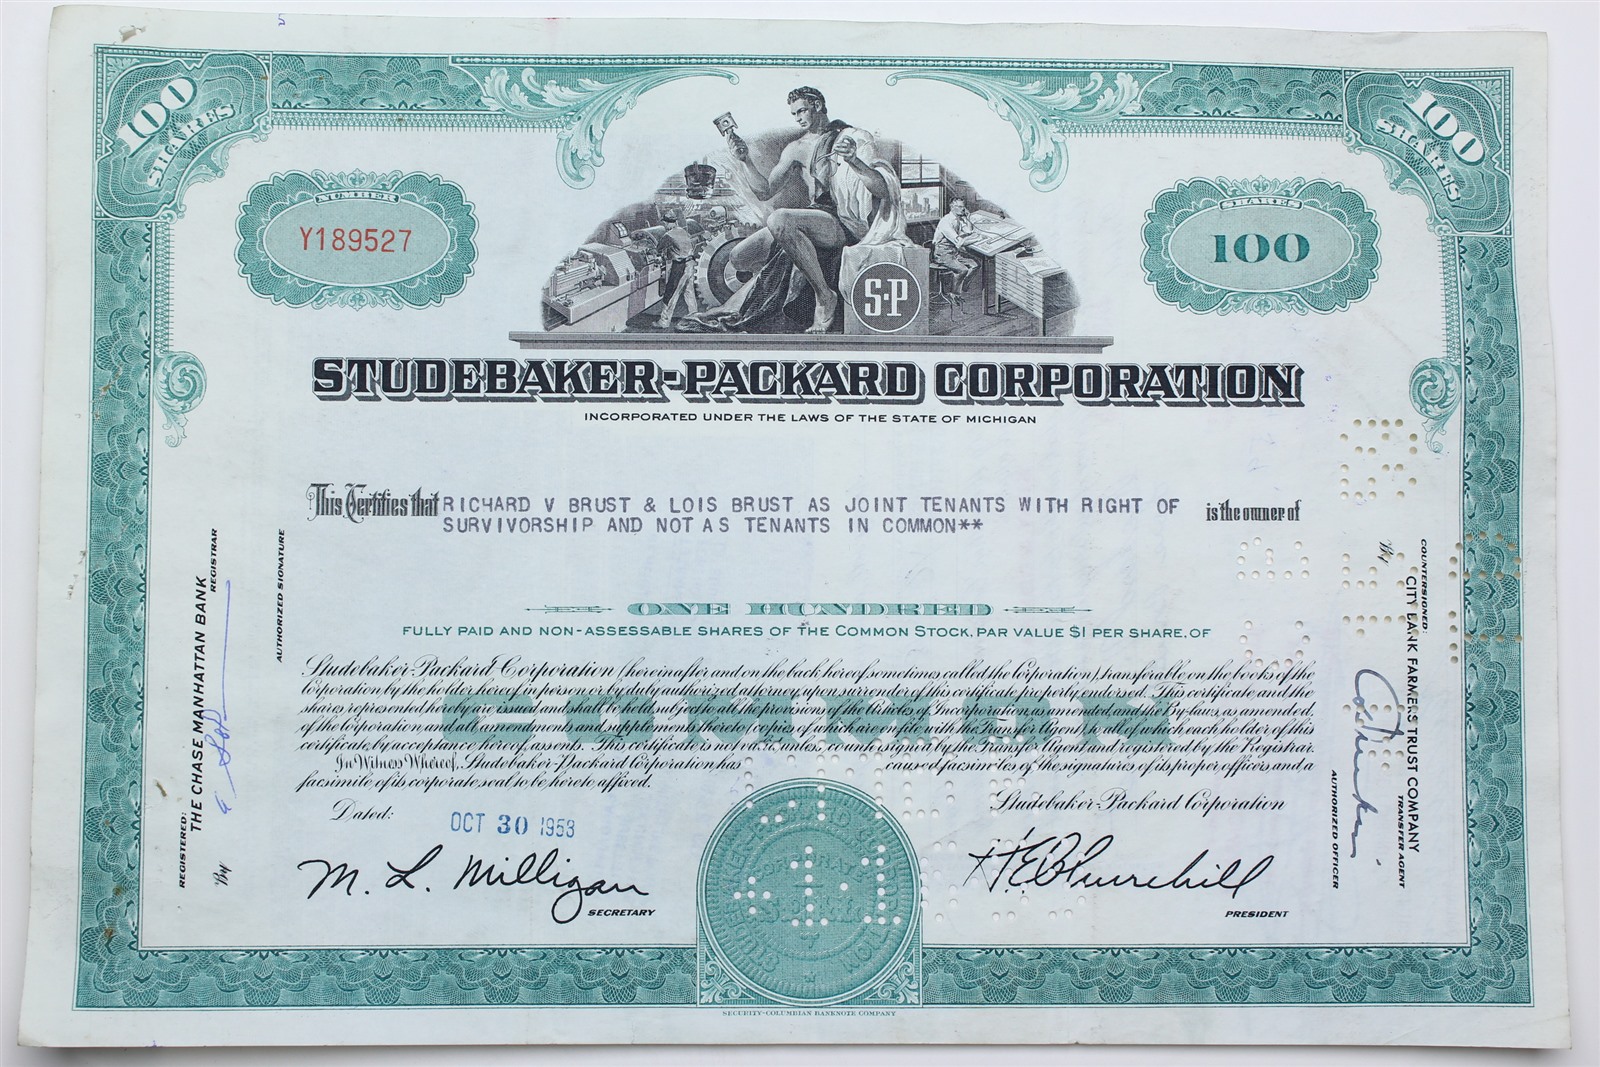 100
SHARES
100
SHARES
NUMBER
Y189527
SHARES
100
S·P
STUDEBAKER-PACKARD CORPORATION
INCORPORATED UNDER THE LAWS OF THE STATE OF MICHIGAN
This Certifies that RICHARD V BRUST & LOIS BRUST AS JOINT TENANTS WITH RIGHT OF
SURVIVORSHIP AND NOT AS TENANTS IN COMMON**
is the owner of
ONE HUNDRED
FULLY PAID AND NON-ASSESSABLE SHARES OF THE COMMON STOCK, PAR VALUE $1 PER SHARE, OF
COMMON
Studebaker-Packard Corporation (hereinafter and on the back hereof sometimes called the Corporation), transferable on the books of the
Corporation by the holder hereof in person or by duly authorized attorney, upon surrender of this certificate properly endorsed. This certificate and the
shares represented hereby are issued and shall be held subject to all the provisions of the Articles of Incorporation, as amended, and the By-laws, as amended,
of the Corporation and all amendments and supplements thereto (copies of which are on file with the Transfer Agent), to all of which each holder of this
certificate, by acceptance hereof, assents. This certificate is not valid unless countersigned by the Transfer Agent and registered by the Registrar.
In Witness Whereof, Studebaker-Packard Corporation, has caused facsimiles of the signatures of its proper officers, and a
facsimile, of its corporate, seal to be hereto affixed.
Dated: OCT 30 1958
Studebaker-Packard Corporation
M. L. Milligan
SECRETARY
H E Churchill
PRESIDENT
REGISTERED:
THE CHASE MANHATTAN BANK
REGISTRAR
By
AUTHORIZED SIGNATURE
COUNTERSIGNED:
CITY BANK FARMERS TRUST COMPANY
TRANSFER AGENT
By
AUTHORIZED OFFICER
SECURITY-COLUMBIAN BANKNOTE COMPANY